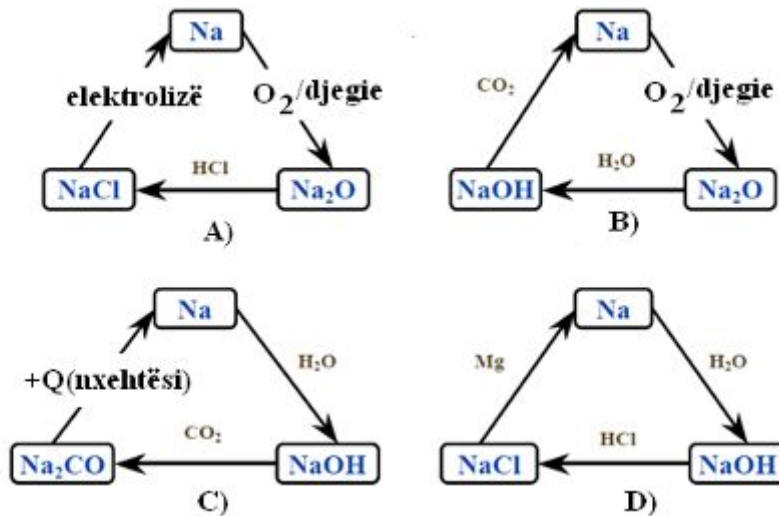 Na
elektrolizë
O₂/djegie
HCl
NaCl
Na₂O
A)
Na
CO₂
O₂/djegie
H₂O
NaOH
Na₂O
B)
Na
+Q(nxehtësi)
H₂O
CO₂
Na₂CO
NaOH
C)
Na
Mg
H₂O
HCl
NaCl
NaOH
D)